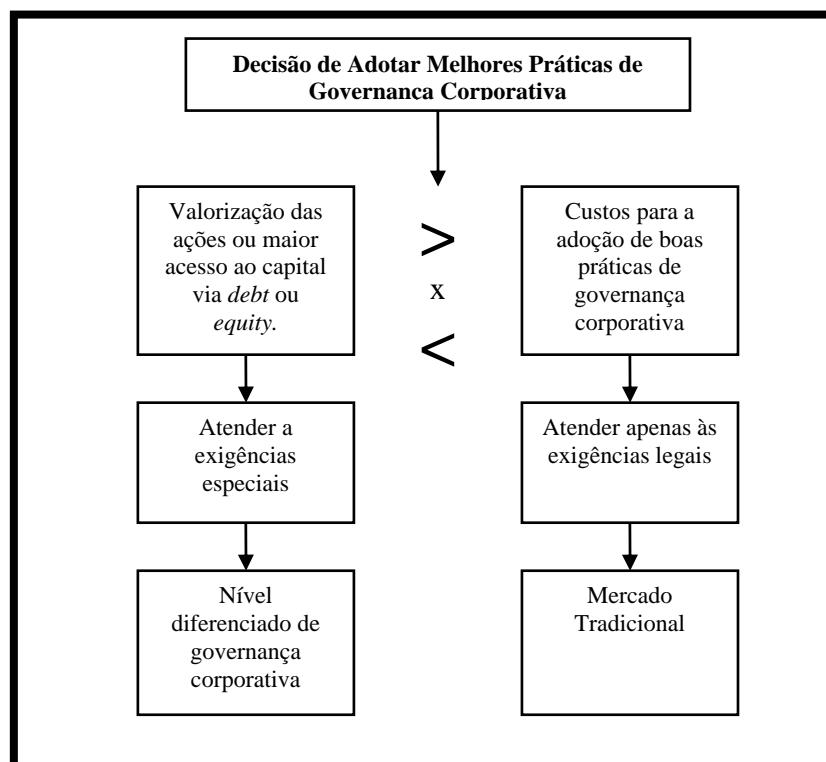 Decisão de Adotar Melhores Práticas de
Governança Corporativa
Valorização das
ações ou maior
acesso ao capital
via debt ou
equity.
>
x
<
Custos para a
adoção de boas
práticas de
governança
corporativa
Atender a
exigências
especiais
Atender apenas às
exigências legais
Nível
diferenciado de
governança
corporativa
Mercado
Tradicional